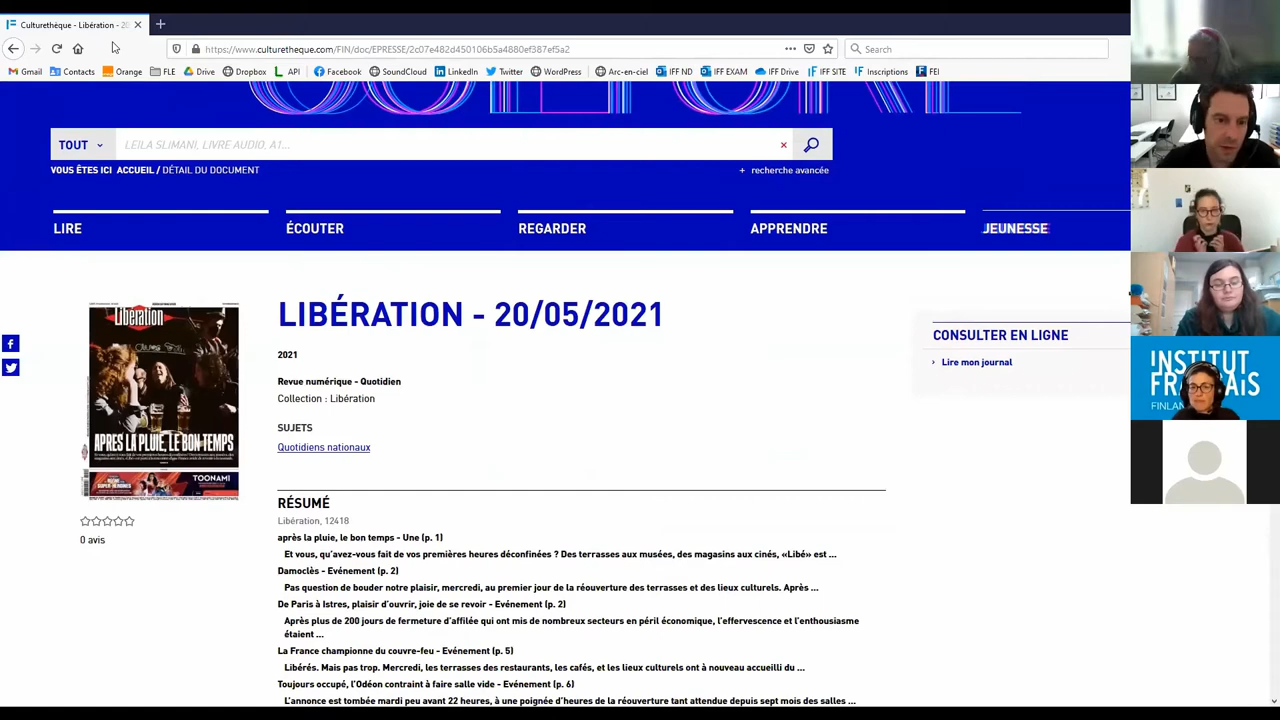 Culturethèque - Libération - 20
https://www.culturetheque.com/FIN/doc/EPRESSE/2c07e482d450106b5a4880ef387ef5a2
Search
Gmail Contacts Orange FLE Drive Dropbox API Facebook SoundCloud LinkedIn Twitter WordPress Arc-en-ciel IFF ND IFF EXAM IFF Drive IFF SITE Inscriptions FEI
TOUT LEILA SLIMANI, LIVRE AUDIO, A1...
VOUS ÊTES ICI ACCUEIL / DÉTAIL DU DOCUMENT
+ recherche avancée
LIRE ÉCOUTER REGARDER APPRENDRE JEUNESSE
Libération
APRES LA PLUIE, LE BON TEMPS
TOONAMI
0 avis
LIBÉRATION - 20/05/2021
2021
Revue numérique - Quotidien
Collection : Libération
SUJETS
Quotidiens nationaux
CONSULTER EN LIGNE
Lire mon journal
RÉSUMÉ
Libération, 12418
après la pluie, le bon temps - Une (p. 1)
Et vous, qu'avez-vous fait de vos premières heures déconfinées ? Des terrasses aux musées, des magasins aux cinés, «Libé» est ...
Damoclès - Evénement (p. 2)
Pas question de bouder notre plaisir, mercredi, au premier jour de la réouverture des terrasses et des lieux culturels. Après ...
De Paris à Istres, plaisir d'ouvrir, joie de se revoir - Evénement (p. 2)
Après plus de 200 jours de fermeture d'affilée qui ont mis de nombreux secteurs en péril économique, l'effervescence et l'enthousiasme
étaient ...
La France championne du couvre-feu - Evénement (p. 5)
Libérés. Mais pas trop. Mercredi, les terrasses des restaurants, les cafés, et les lieux culturels ont à nouveau accueilli du ...
Toujours occupé, l'Odéon contraint à faire salle vide - Evénement (p. 6)
L'annonce est tombée mardi peu avant 22 heures, à une poignée d'heures de la réouverture tant attendue depuis sept mois des salles ...
INSTITUT
FRANÇAIS
FINLAN